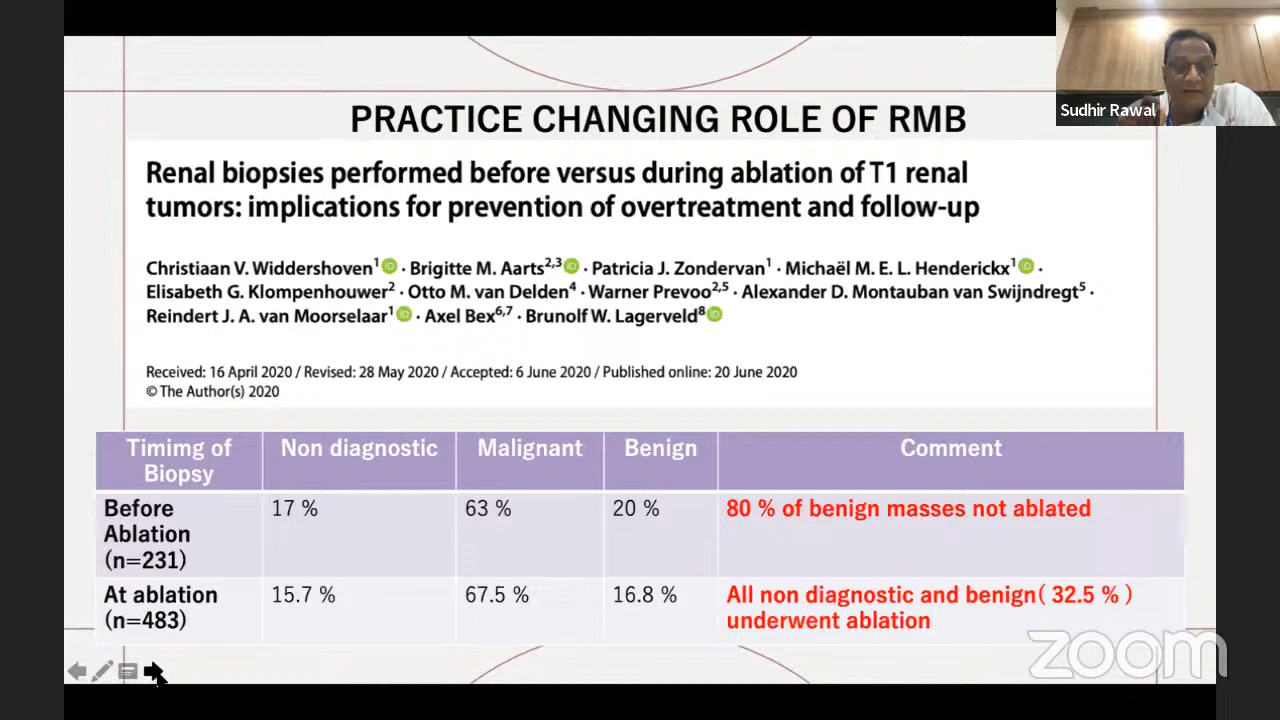 Sudhir Rawal
PRACTICE CHANGING ROLE OF RMB
Renal biopsies performed before versus during ablation of T1 renal
tumors: implications for prevention of overtreatment and follow-up
Christiaan V. Widdershoven1 iD · Brigitte M. Aarts2,3 iD · Patricia J. Zondervan1 · Michaël M. E. L. Henderickx1 iD ·
Elisabeth G. Klompenhouwer2 · Otto M. van Delden4 · Warner Prevoo2,5 · Alexander D. Montauban van Swijndregt5 ·
Reindert J. A. van Moorselaar1 iD · Axel Bex6,7 · Brunolf W. Lagerveld8 iD
Received: 16 April 2020 / Revised: 28 May 2020 / Accepted: 6 June 2020 / Published online: 20 June 2020
© The Author(s) 2020
Timimg of
Biopsy
Non diagnostic
Malignant
Benign
Comment
Before
Ablation
(n=231)
17 %
63 %
20 %
80 % of benign masses not ablated
At ablation
(n=483)
15.7 %
67.5 %
16.8 %
All non diagnostic and benign( 32.5 % )
underwent ablation
zoom